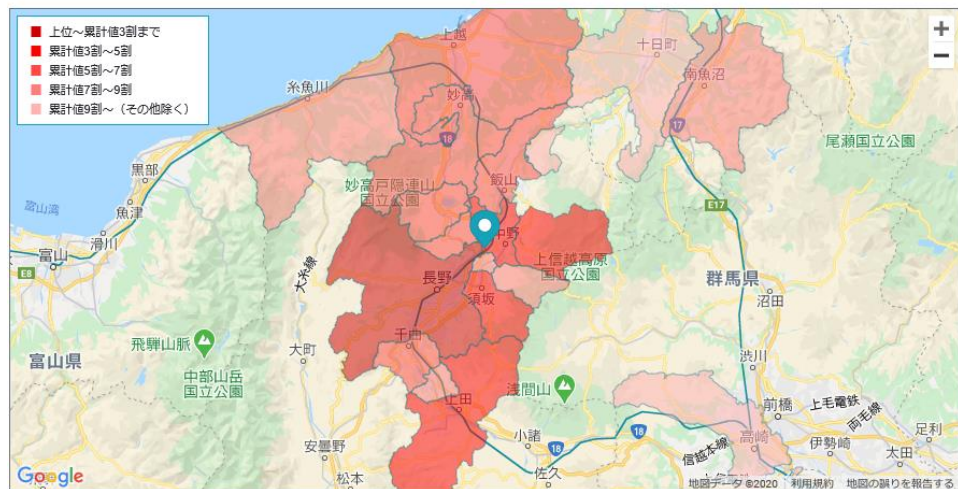 上位～累計値3割まで
累計値3割～5割
累計値5割～7割
累計値7割～9割
累計値9割～（その他除く）
+
−
上越
十日町
南魚沼
糸魚川
妙高
18
17
尾瀬国立公園
黒部
魚津
富山湾
滑川
富山
E8
妙高戸隠連山
国立公園
飯山
E17
中野
上信越高原
国立公園
大糸線
長野
須坂
群馬県
沼田
千曲
飛騨山脈
大町
富山県
中部山岳
国立公園
浅間山
渋川
上田
前橋
上毛電鉄
両毛線
安曇野
小諸
18
18
信越本線
高崎
伊勢崎
足利
太田
松本
佐久
Google
地図データ ©2020
利用規約
地図の誤りを報告する